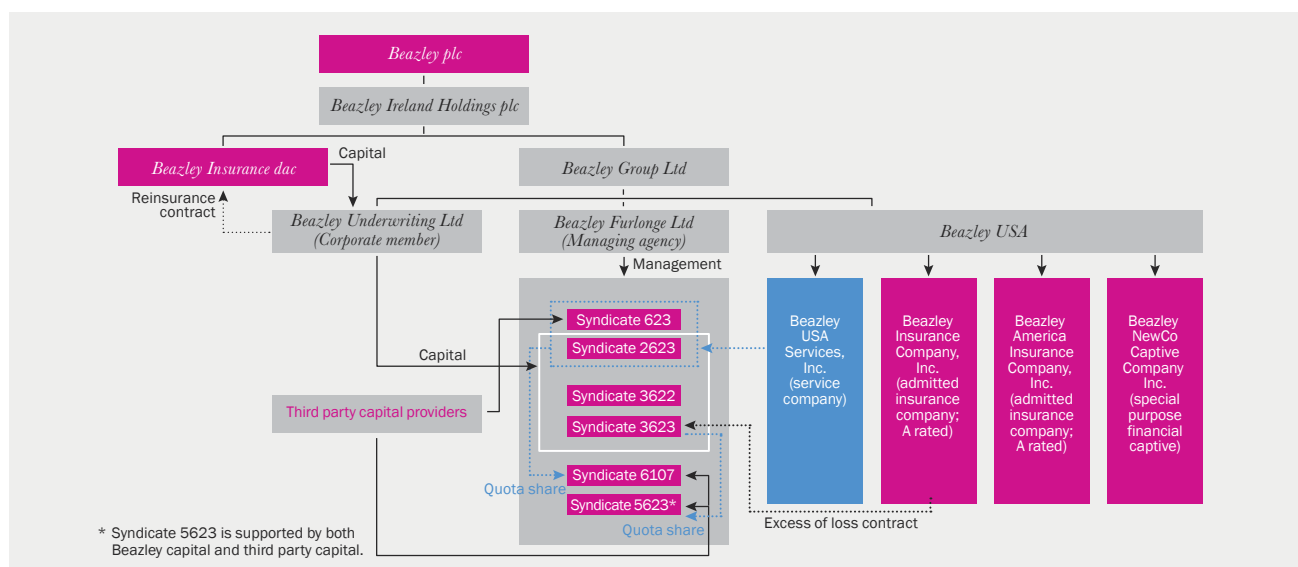 Beazley plc
Beazley Ireland Holdings plc
Beazley Insurance dac
Capital
Beazley Group Ltd
Reinsurance
contract
Beazley Underwriting Ltd
(Corporate member)
Beazley Furlonge Ltd
(Managing agency)
Beazley USA
Management
Syndicate 623
Syndicate 2623
Capital
Syndicate 3622
Third party capital providers
Syndicate 3623
Syndicate 6107
Quota share
Syndicate 5623*
Quota share
Beazley
USA
Services,
Inc.
(service
company)
Beazley
Insurance
Company,
Inc.
(admitted
insurance
company;
A rated)
Beazley
America
Insurance
Company,
Inc.
(admitted
insurance
company;
A rated)
Beazley
NewCo
Captive
Company
Inc.
(special
purpose
financial
captive)
Excess of loss contract
* Syndicate 5623 is supported by both
Beazley capital and third party capital.